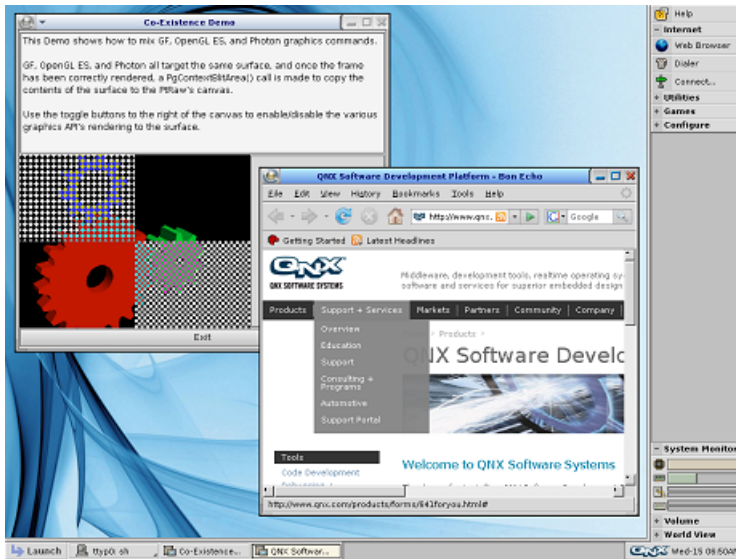 Co-Existence Demo
This Demo shows how to mix GF, OpenGL ES, and Photon graphics commands.
GF, OpenGL ES, and Photon all target the same surface, and once the frame
has been correctly rendered, a PgContextBlitArea() call is made to copy the
contents of the surface to the PtRaw's canvas.
Use the toggle buttons to the right of the canvas to enable/disable the various
graphics API's rendering to the surface.
Exit
QNX Software Development Platform - Bon Echo
File Edit View History Bookmarks Tools Help
http://www.qnx. G Google
Getting Started Latest Headlines
QNX
QNX SOFTWARE SYSTEMS
Middleware, development tools, realtime operating sy
software and services for superior embedded design
Products Support + Services Markets Partners Community Company
Overview
Education
Support
Consulting +
Programs
Automotive
Support Portal
Products >
QNX Software Develo
Tools
Code Development
Debugging +
Welcome to QNX Software Systems
http://www.qnx.com/products/forms/641foryou.html#
Help
- Internet
Web Browser
Dialer
Connect...
+ Utilities
+ Games
+ Configure
- System Monitor
+ Volume
+ World View
Launch
ttyp0: sh
Co-Existence...
QNX Softwar...
QNX Wed-15 08:50AM